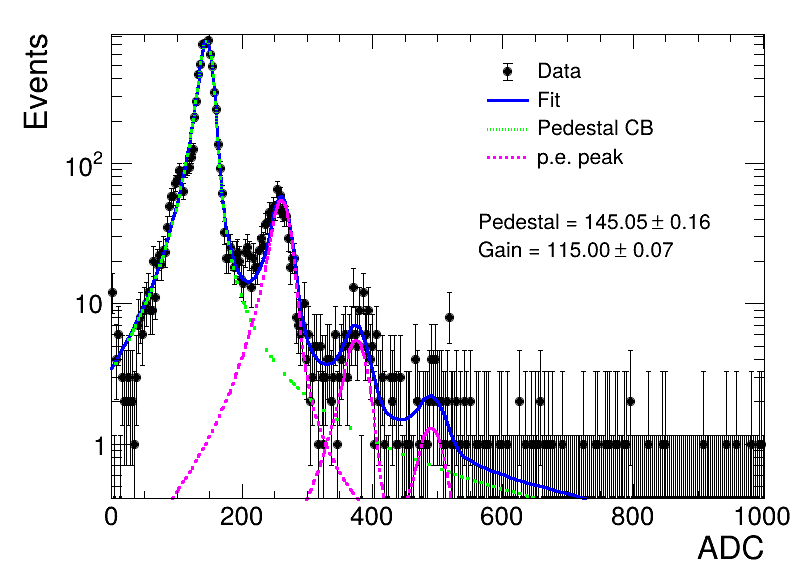 Events
Data
Fit
Pedestal CB
p.e. peak
10²
Pedestal = 145.05 ± 0.16
Gain = 115.00 ± 0.07
10
1
0 200 400 600 800 1000
ADC